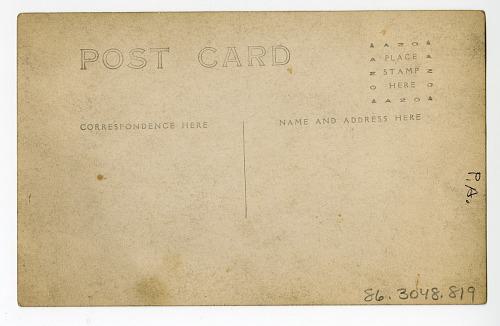 POST CARD
AZO
PLACE
STAMP
HERE
AZO
CORRESPONDENCE HERE
NAME AND ADDRESS HERE
P.A.
86.3048.819